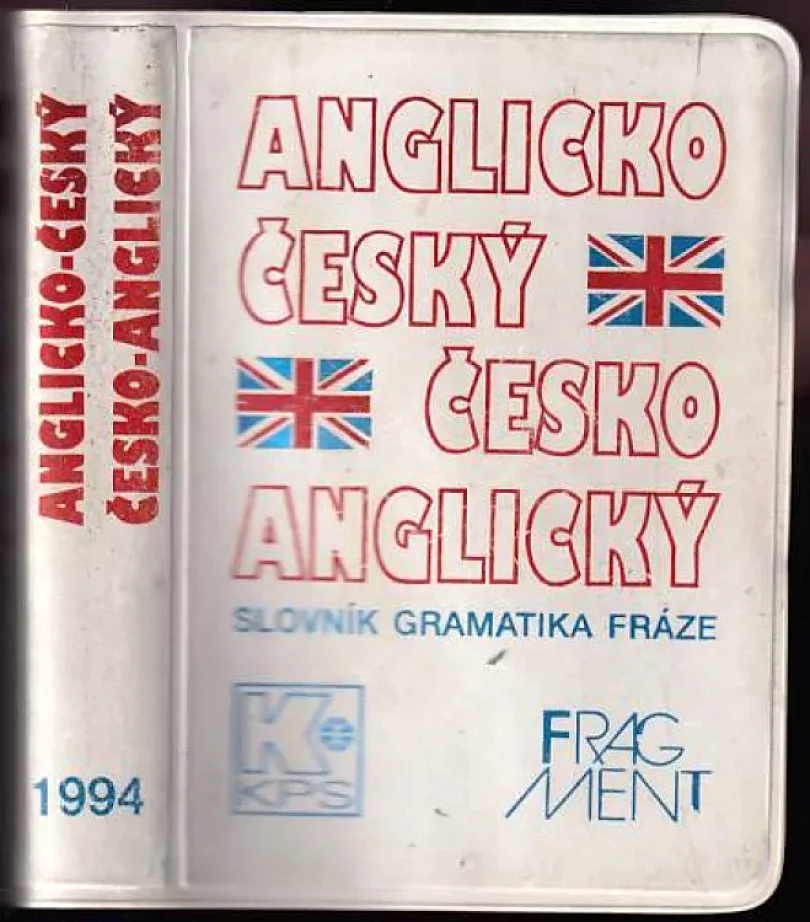 ANGLICKO-ČESKÝ
ČESKO-ANGLICKÝ
1994
ANGLICKO
ČESKÝ
ČESKO
ANGLICKÝ
SLOVNÍK GRAMATIKA FRÁZE
K
KPS
FRAG
MENT